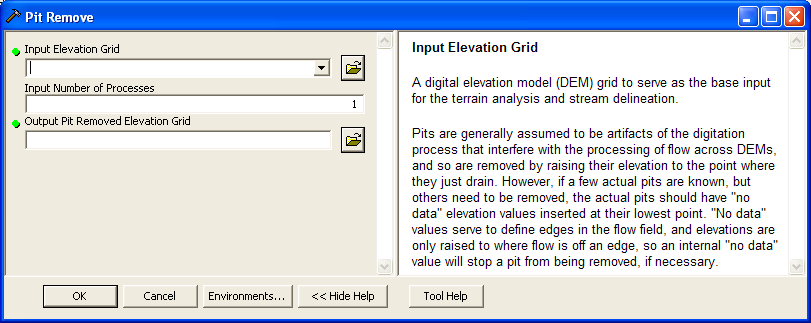 Pit Remove
Input Elevation Grid
Input Number of Processes
1
Output Pit Removed Elevation Grid
Input Elevation Grid
A digital elevation model (DEM) grid to serve as the base input
for the terrain analysis and stream delineation.
Pits are generally assumed to be artifacts of the digitation
process that interfere with the processing of flow across DEMs,
and so are removed by raising their elevation to the point where
they just drain. However, if a few actual pits are known, but
others need to be removed, the actual pits should have "no
data" elevation values inserted at their lowest point. "No data"
values serve to define edges in the flow field, and elevations are
only raised to where flow is off an edge, so an internal "no data"
value will stop a pit from being removed, if necessary.
OK Cancel Environments... << Hide Help Tool Help